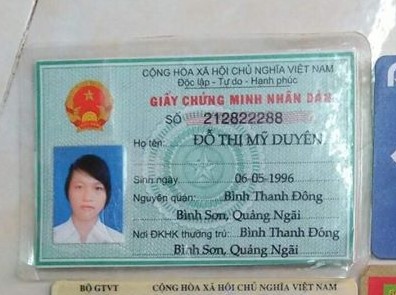 CỘNG HÒA XÃ HỘI CHỦ NGHĨA VIỆT NAM
Độc lập - Tự do - Hạnh phúc
GIẤY CHỨNG MINH NHÂN DÂN
SỐ 212822288
Họ tên: ĐỖ THỊ MỸ DUYÊN
Sinh ngày: 06-05-1996
Nguyên quán: Bình Thanh Đông
Bình Sơn, Quảng Ngãi
Nơi ĐKHK thường trú: Bình Thanh Đông
Bình Sơn, Quảng Ngãi
BỘ GTVT CỘNG HÒA XÃ HỘI CHỦ NGHĨA VIỆT NAM